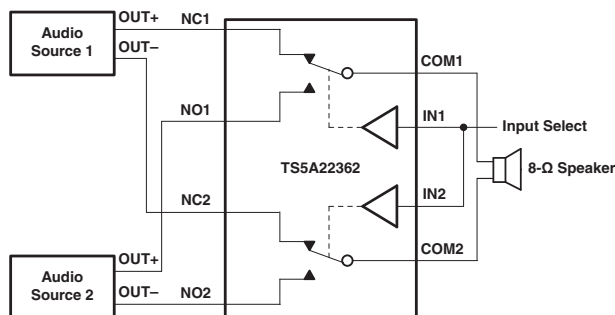 Audio
Source 1
OUT+
OUT–
NC1
NO1
NC2
NO2
TS5A22362
COM1
IN1
Input Select
8-Ω Speaker
IN2
COM2
Audio
Source 2
OUT+
OUT–